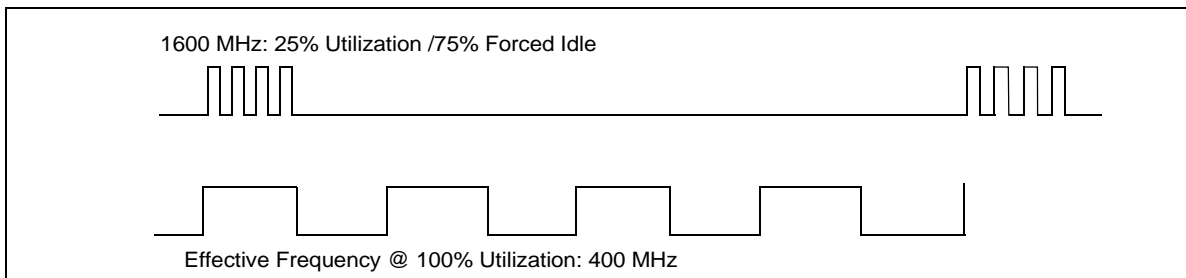 1600 MHz: 25% Utilization /75% Forced Idle
Effective Frequency @ 100% Utilization: 400 MHz